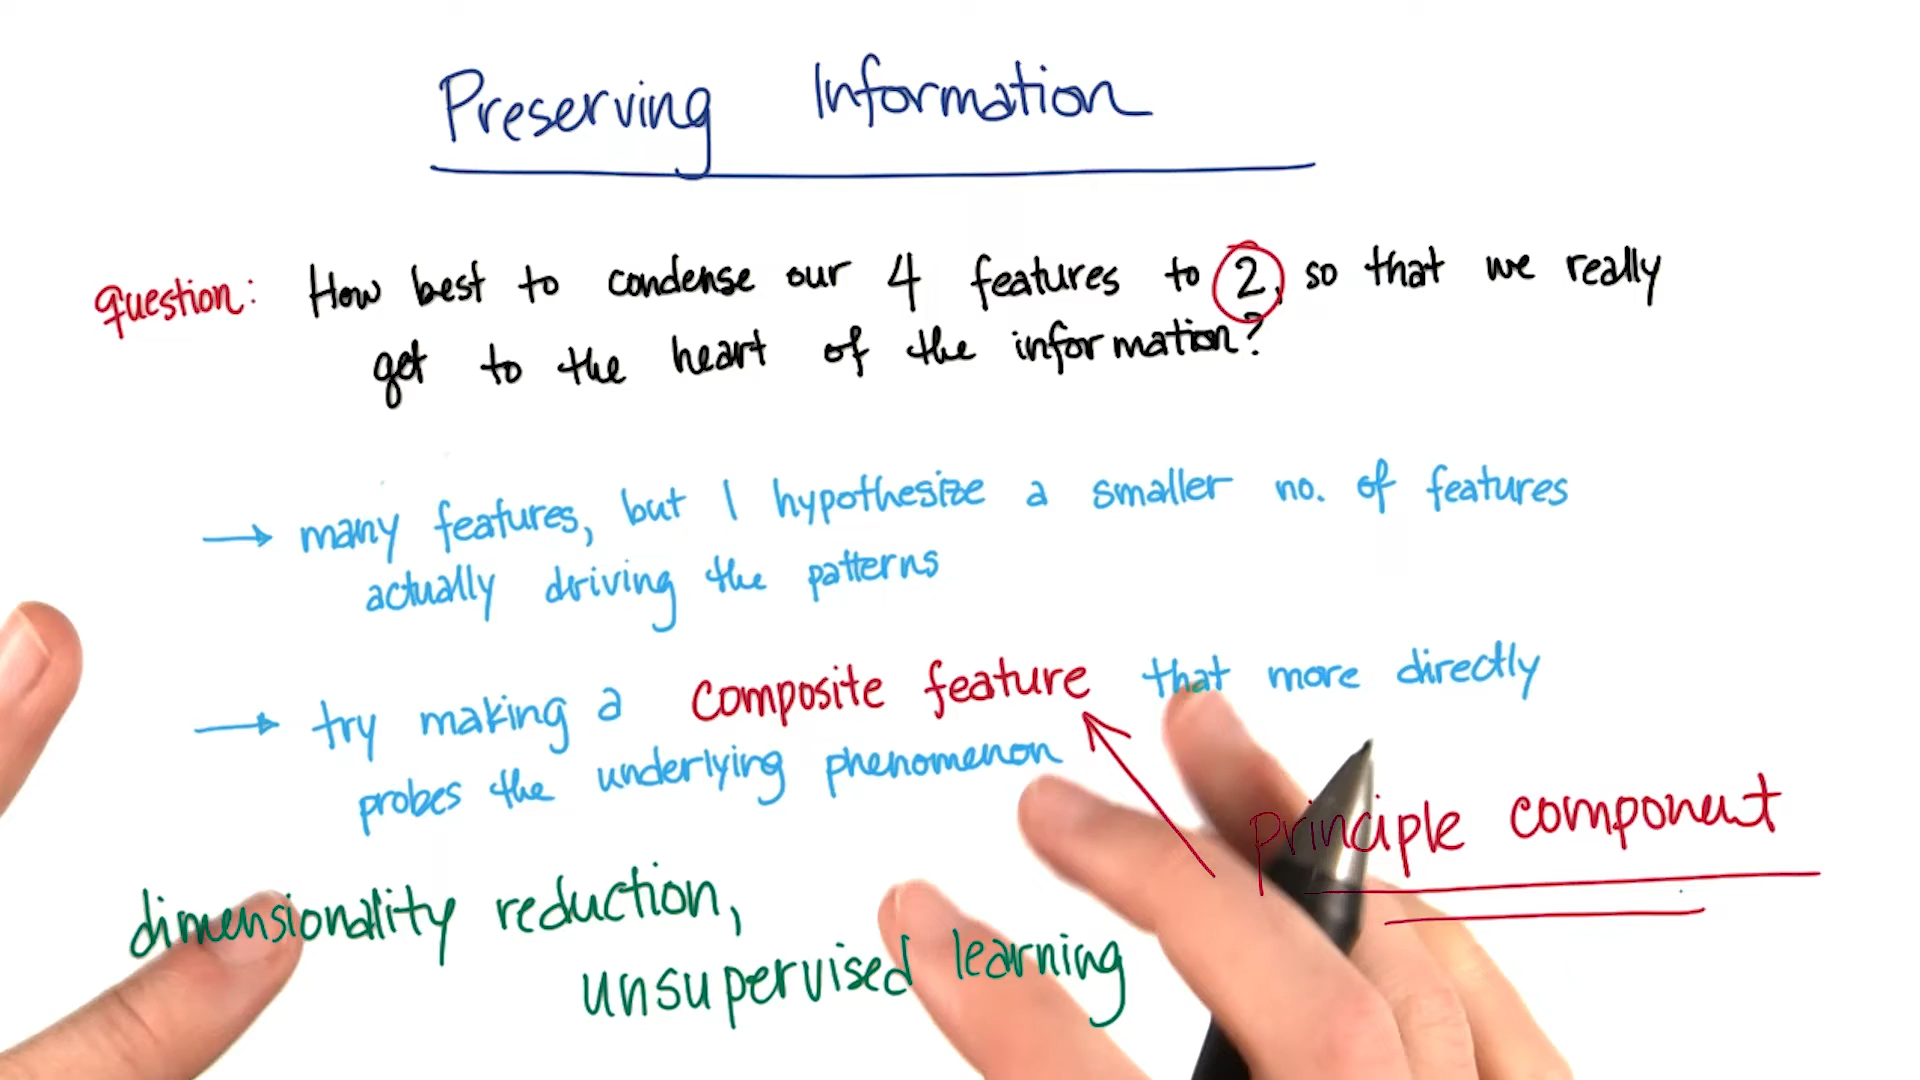 Preserving Information
question: How best to condense our 4 features to 2, so that we really
get to the heart of the information?
→ many features, but I hypothesize a smaller no. of features
actually driving the patterns
→ try making a composite feature that more directly
probes the underlying phenomenon
principle component
dimensionality reduction,
unsupervised learning